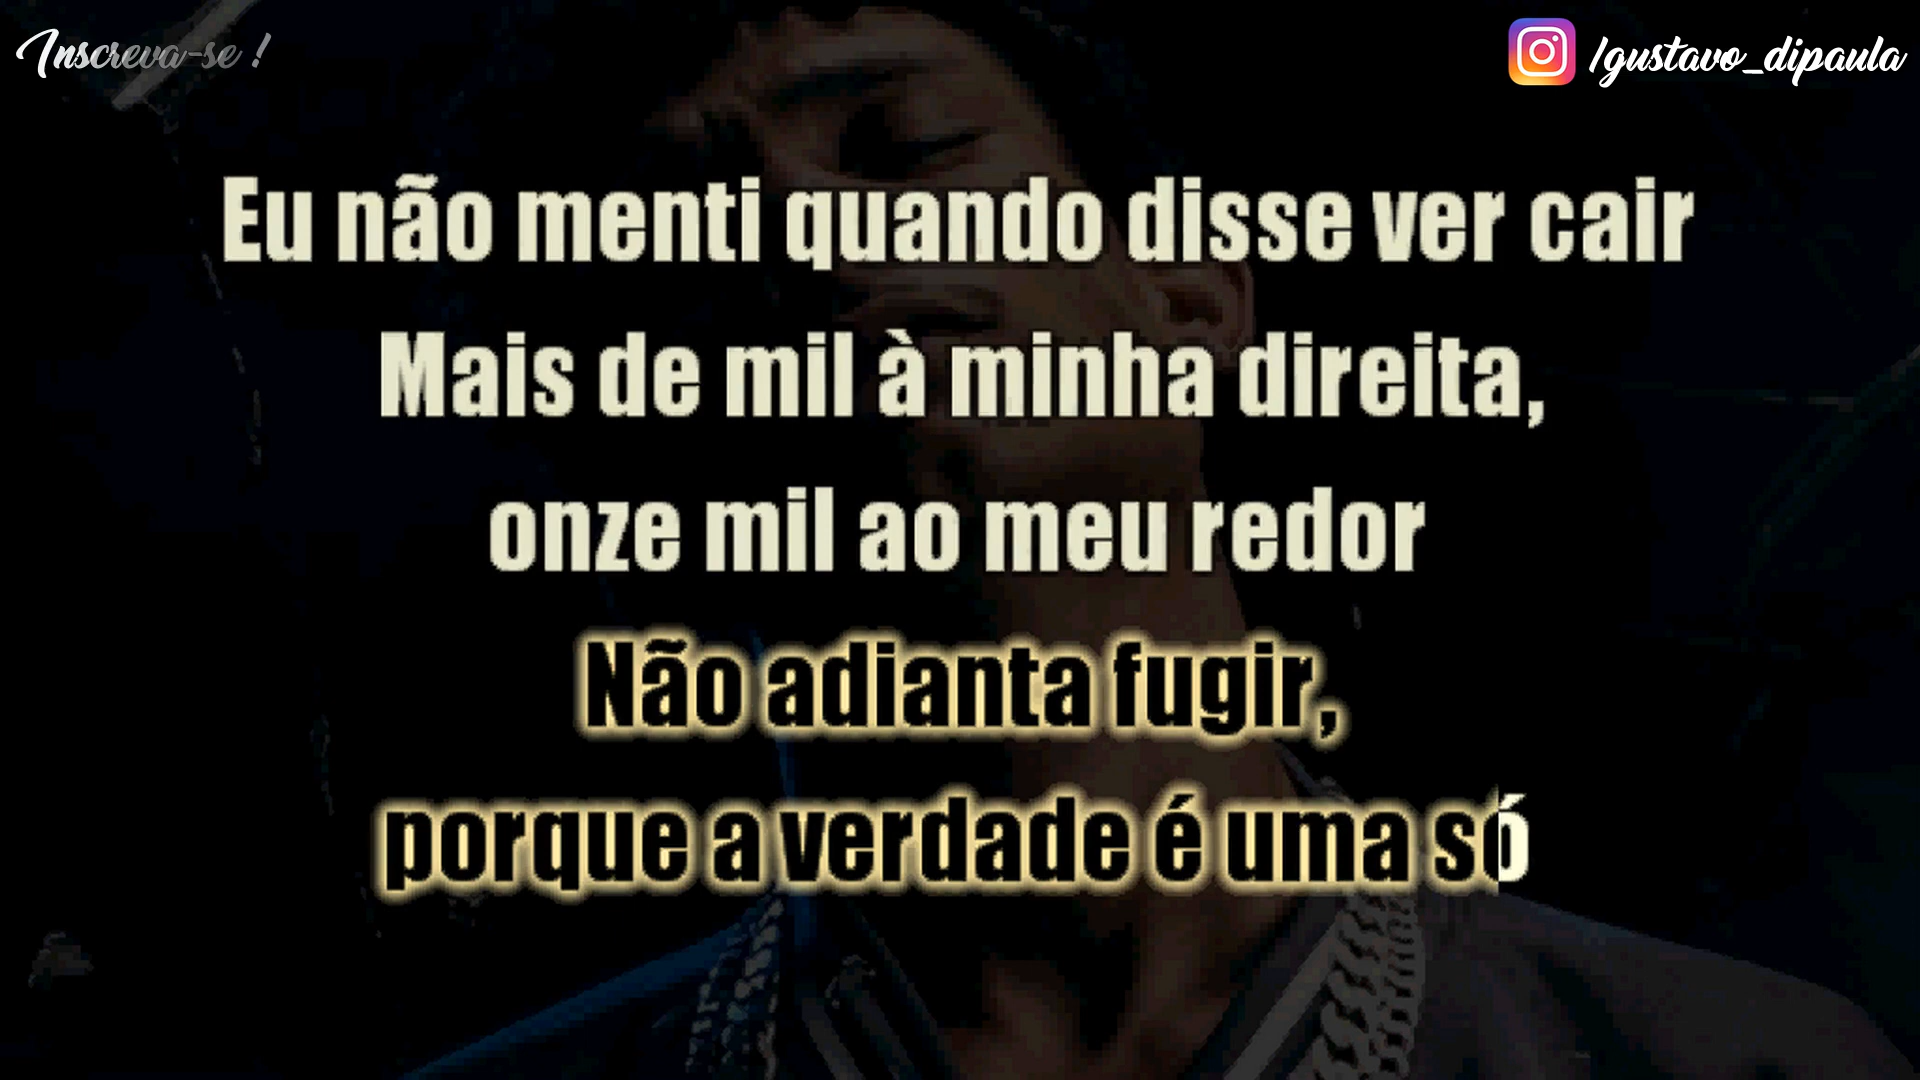 Inscreva-se !
/gustavo_dipaula
Eu não menti quando disse ver cair
Mais de mil à minha direita,
onze mil ao meu redor
Não adianta fugir,
porque a verdade é uma só